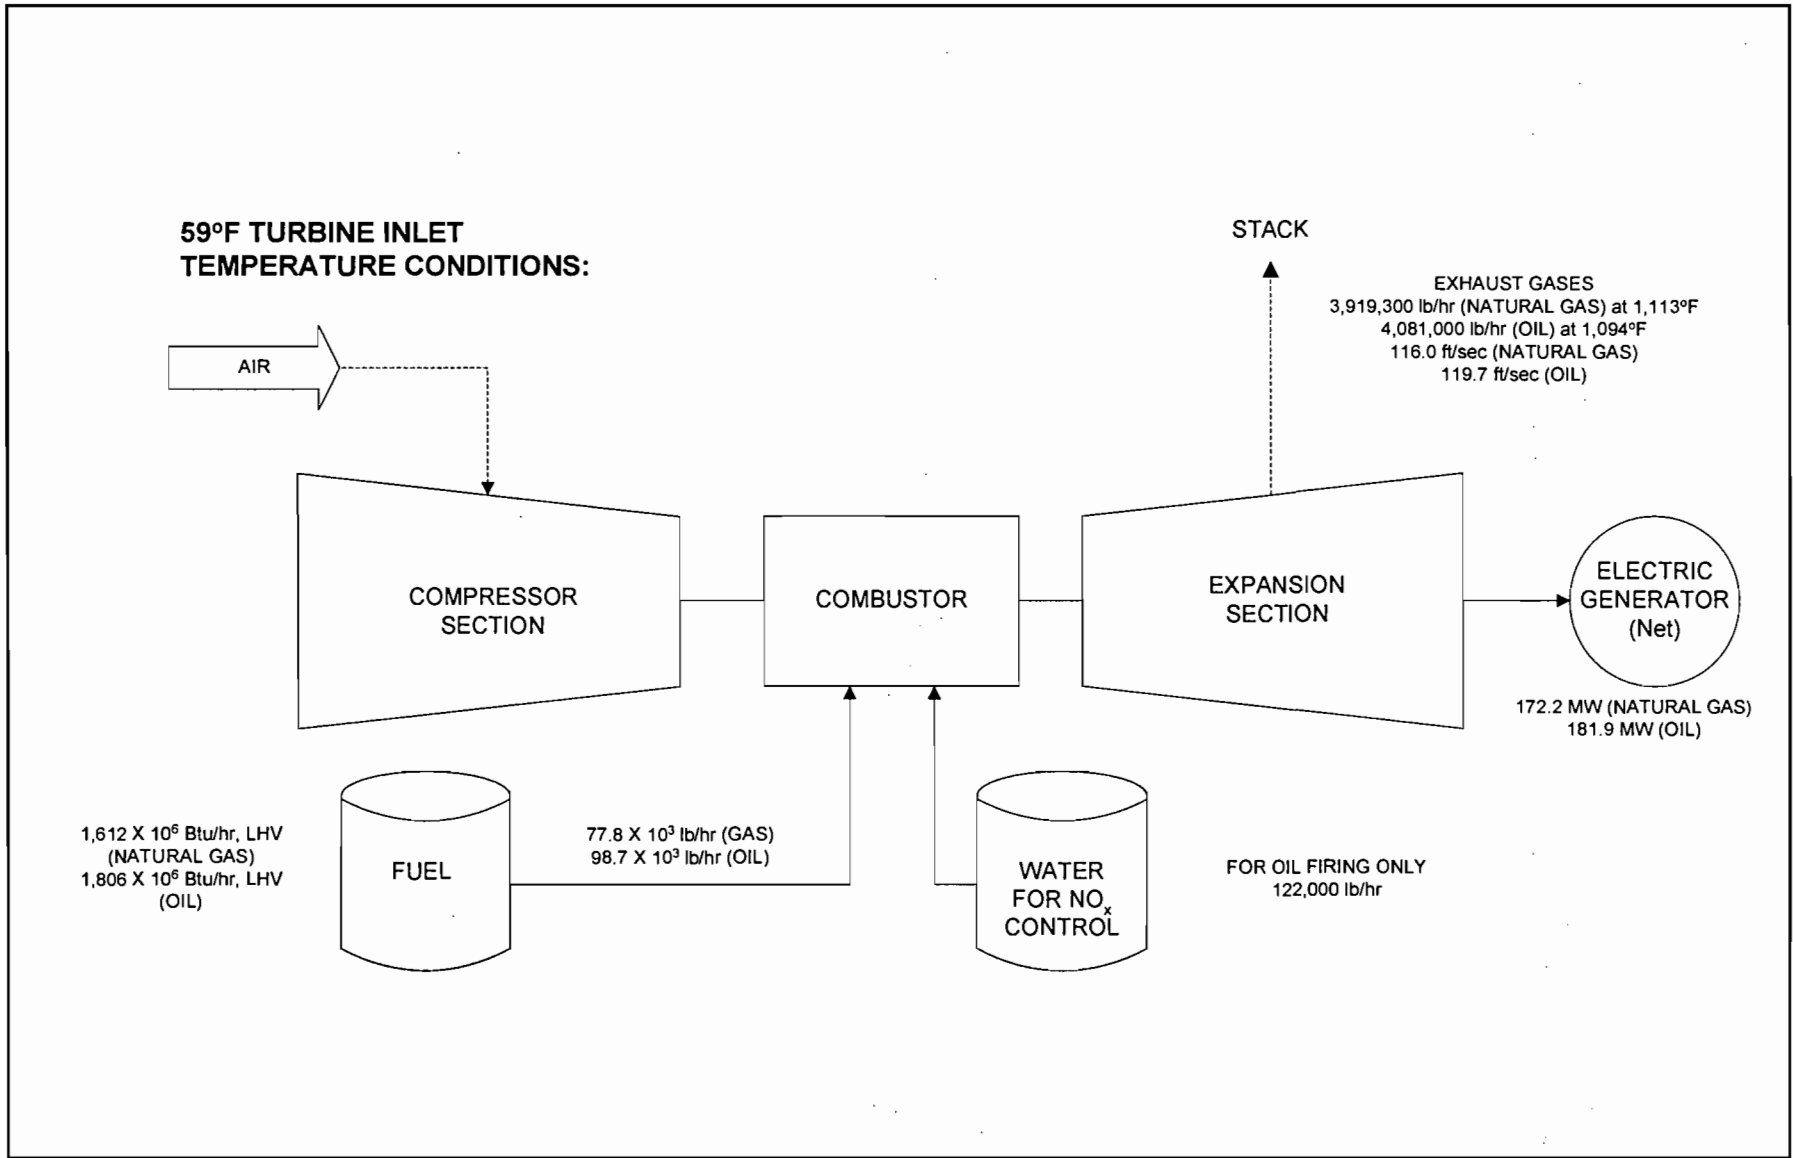 59ºF TURBINE INLET
TEMPERATURE CONDITIONS:
AIR
STACK
EXHAUST GASES
3,919,300 lb/hr (NATURAL GAS) at 1,113ºF
4,081,000 lb/hr (OIL) at 1,094ºF
116.0 ft/sec (NATURAL GAS)
119.7 ft/sec (OIL)
COMPRESSOR
SECTION
COMBUSTOR
EXPANSION
SECTION
ELECTRIC
GENERATOR
(Net)
172.2 MW (NATURAL GAS)
181.9 MW (OIL)
1,612 X 10⁶ Btu/hr, LHV
(NATURAL GAS)
1,806 X 10⁶ Btu/hr, LHV
(OIL)
FUEL
77.8 X 10³ lb/hr (GAS)
98.7 X 10³ lb/hr (OIL)
WATER
FOR NOₓ
CONTROL
FOR OIL FIRING ONLY
122,000 lb/hr